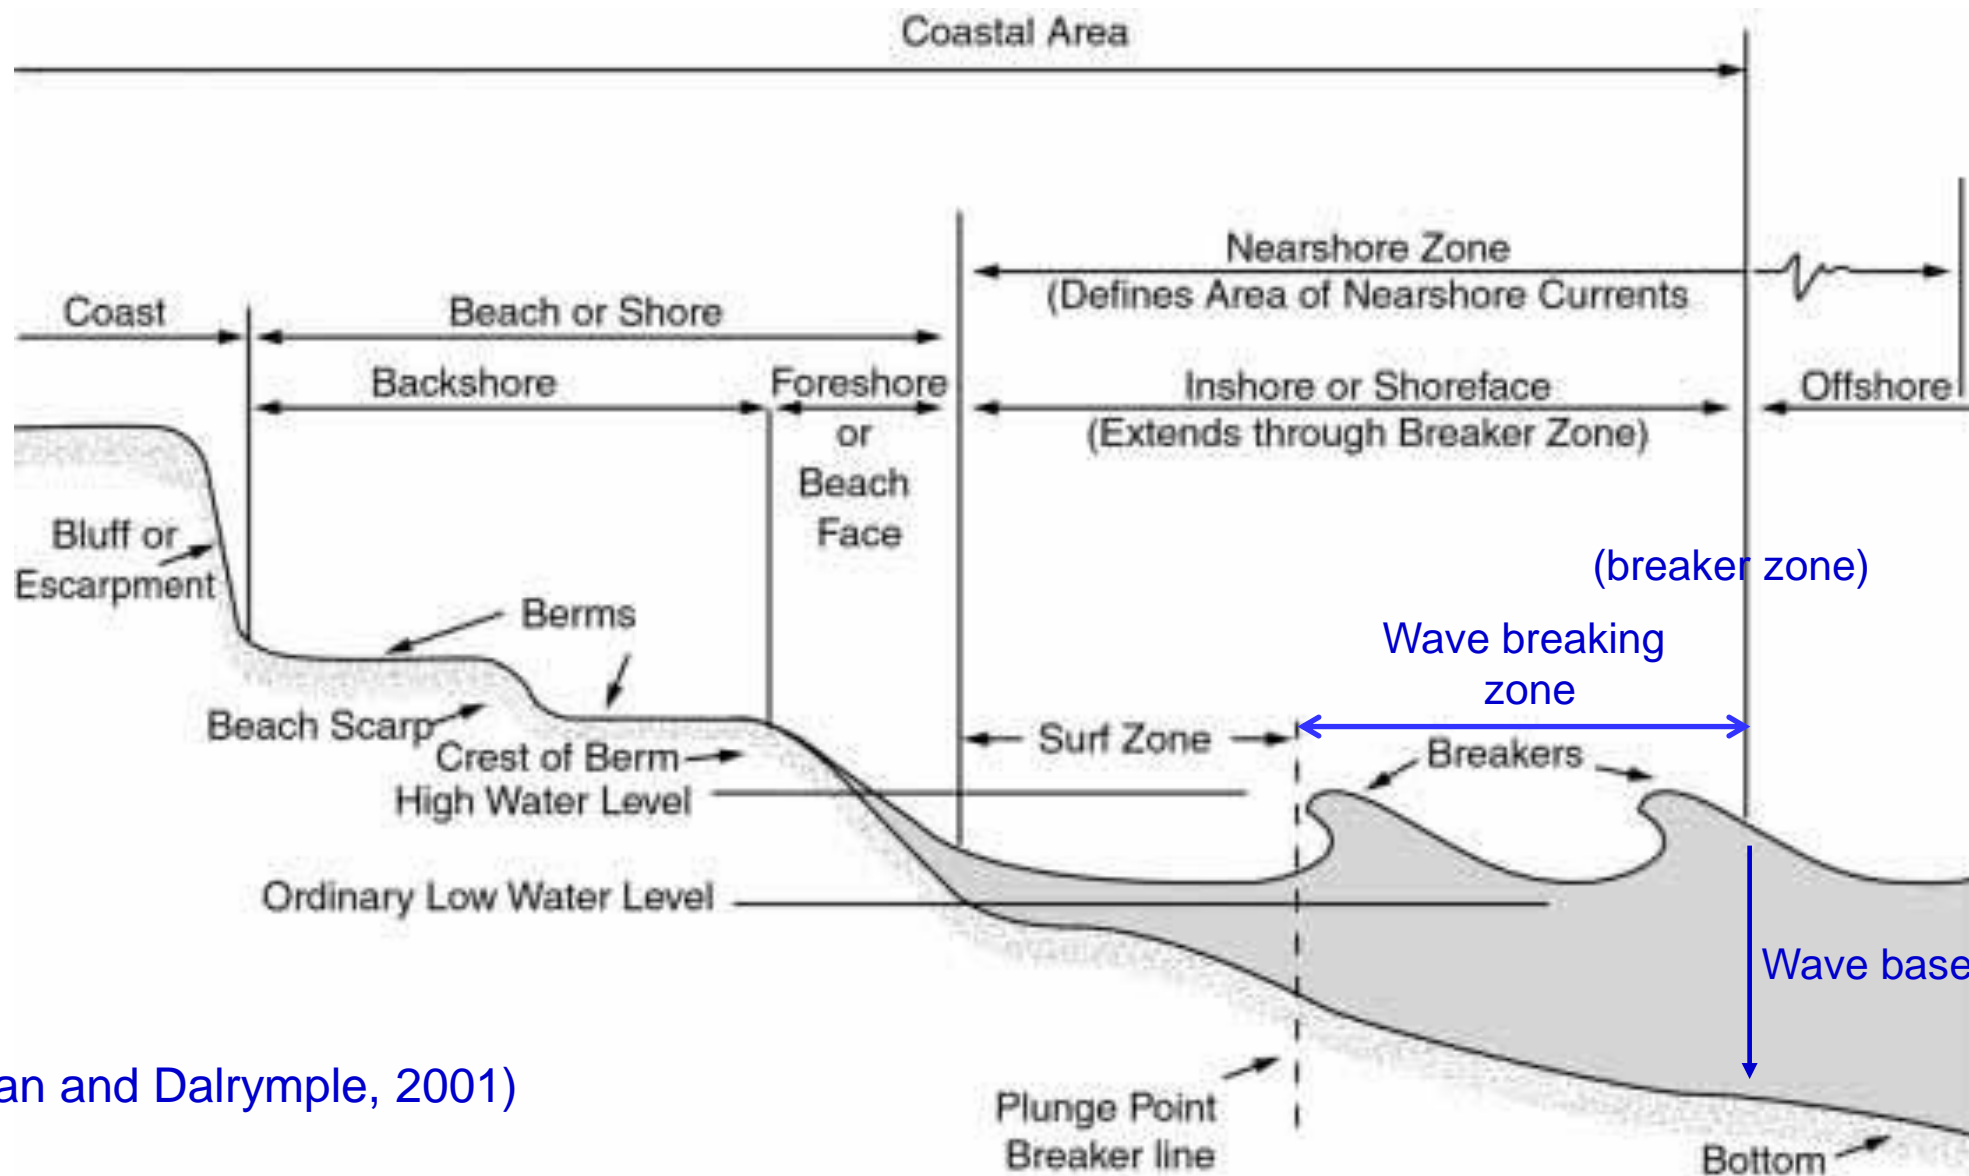 Coastal Area
Nearshore Zone
(Defines Area of Nearshore Currents
Coast
Beach or Shore
Backshore
Foreshore
or
Beach
Face
Inshore or Shoreface
(Extends through Breaker Zone)
Offshore
Bluff or
Escarpment
(breaker zone)
Berms
Wave breaking
zone
Beach Scarp
Surf Zone
Breakers
Crest of Berm
High Water Level
Ordinary Low Water Level
Wave base
an and Dalrymple, 2001)
Plunge Point
Breaker line
Bottom